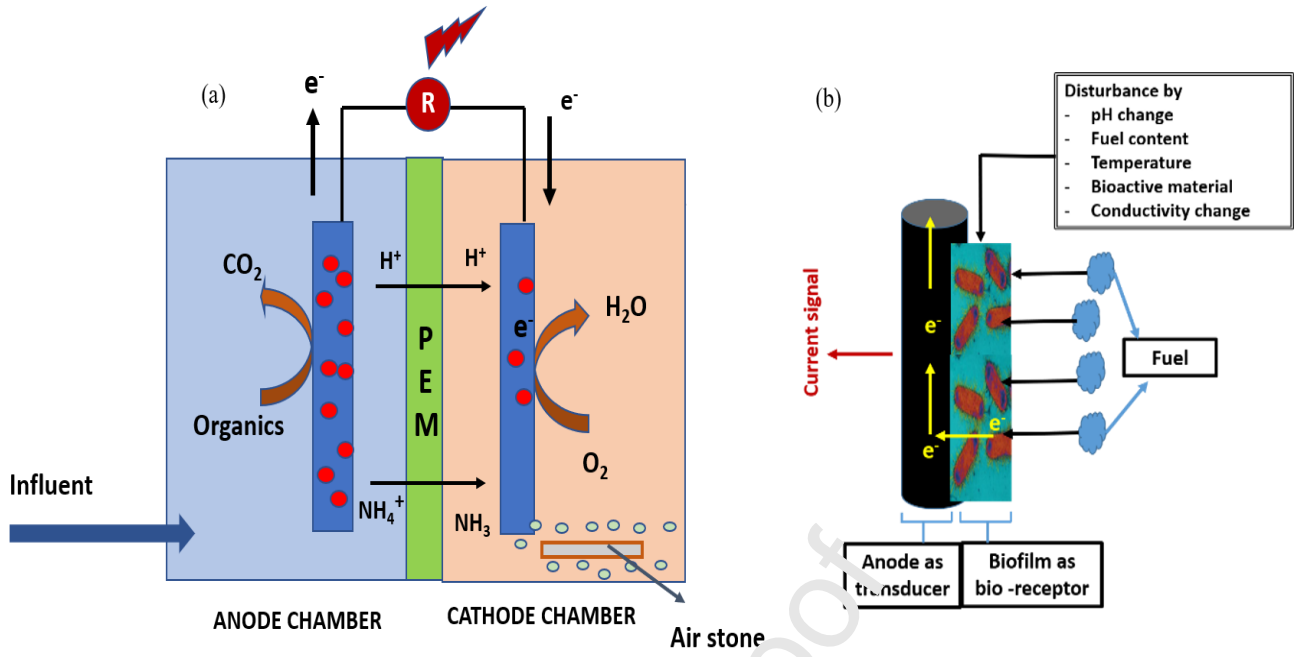 (a)
e-
R
e-
CO2
H+
H+
H2O
e-
P
E
M
Organics
O2
Influent
NH4+
NH3
ANODE CHAMBER
CATHODE CHAMBER
Air stone
(b)
Disturbance by
- pH change
- Fuel content
- Temperature
- Bioactive material
- Conductivity change
Current signal
e-
Fuel
e-
e-
Anode as
transducer
Biofilm as
bio -receptor
oof